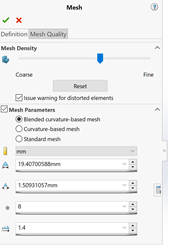 Mesh
Definition Mesh Quality
Mesh Density
Coarse Fine
Reset
Issue warning for distorted elements
Mesh Parameters
Blended curvature-based mesh
Curvature-based mesh
Standard mesh
mm
19.40700588mm
1.50931057mm
8
1.4